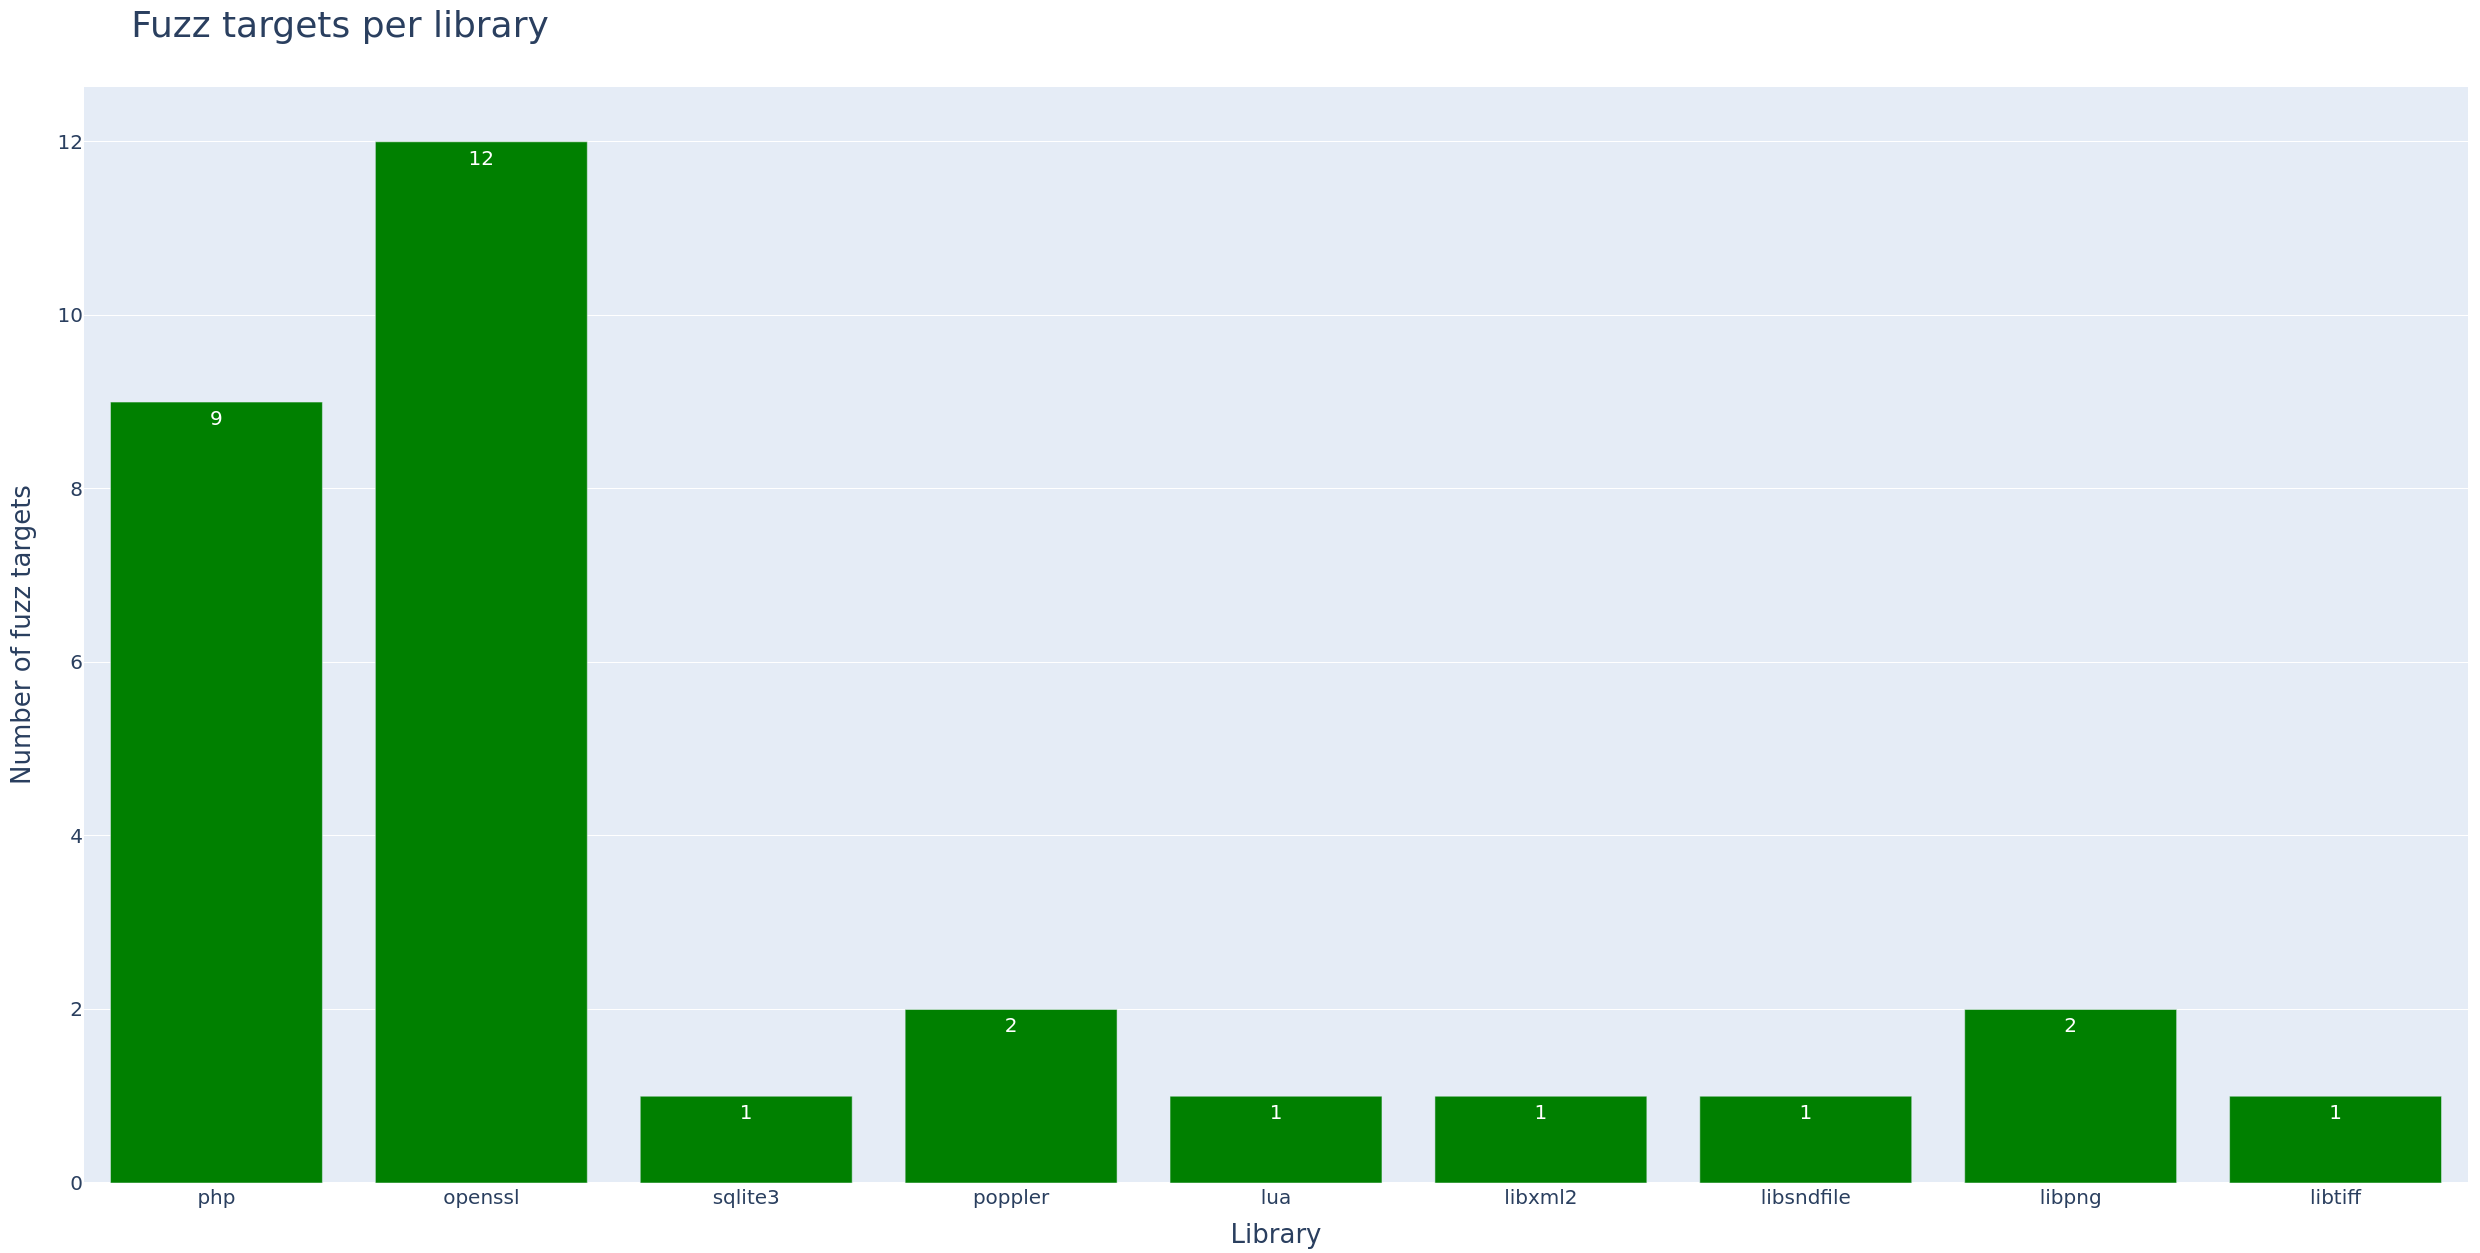 Fuzz targets per library
Number of fuzz targets
12
10
8
6
4
2
0
9
12
1
2
1
1
1
2
1
php
openssl
sqlite3
poppler
lua
libxml2
libsndfile
libpng
libtiff
Library